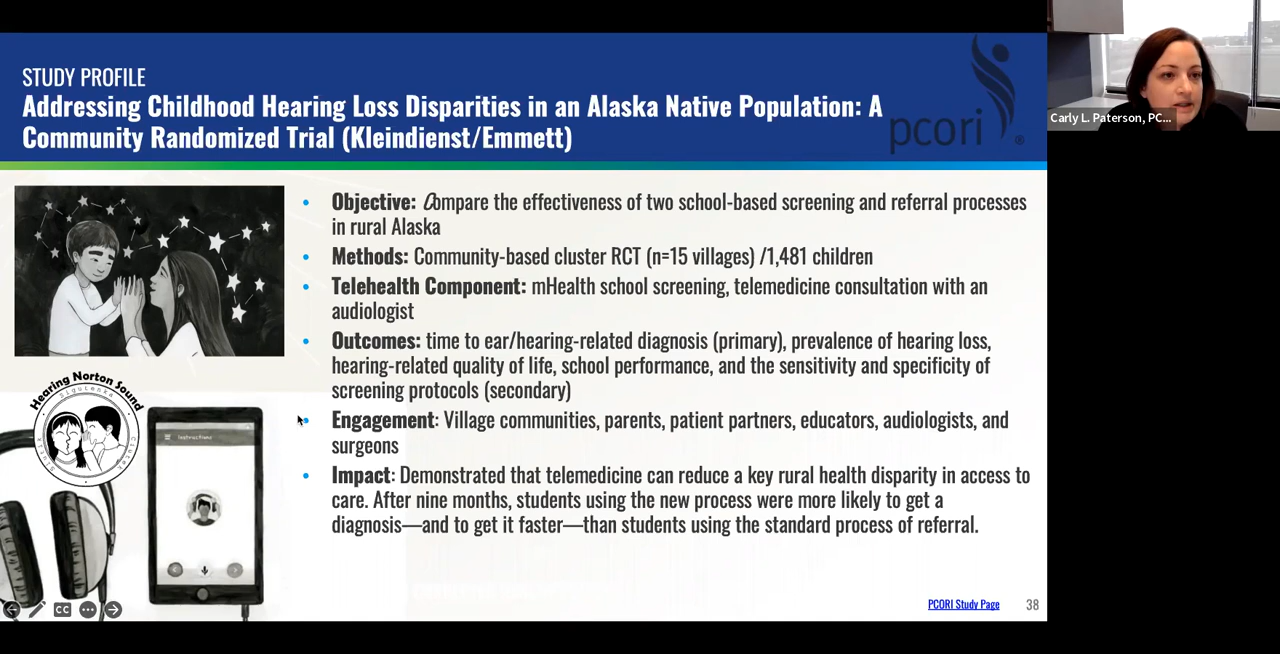 STUDY PROFILE
Addressing Childhood Hearing Loss Disparities in an Alaska Native Population: A
Community Randomized Trial (Kleindienst/Emmett)
pcori
®
Carly L. Paterson, PC...
• Objective: Compare the effectiveness of two school-based screening and referral processes
in rural Alaska
• Methods: Community-based cluster RCT (n=15 villages) /1,481 children
• Telehealth Component: mHealth school screening, telemedicine consultation with an
audiologist
• Outcomes: time to ear/hearing-related diagnosis (primary), prevalence of hearing loss,
hearing-related quality of life, school performance, and the sensitivity and specificity of
screening protocols (secondary)
• Engagement: Village communities, parents, patient partners, educators, audiologists, and
surgeons
• Impact: Demonstrated that telemedicine can reduce a key rural health disparity in access to
care. After nine months, students using the new process were more likely to get a
diagnosis—and to get it faster—than students using the standard process of referral.
Hearing Norton Sound
CC
PCORI Study Page
38